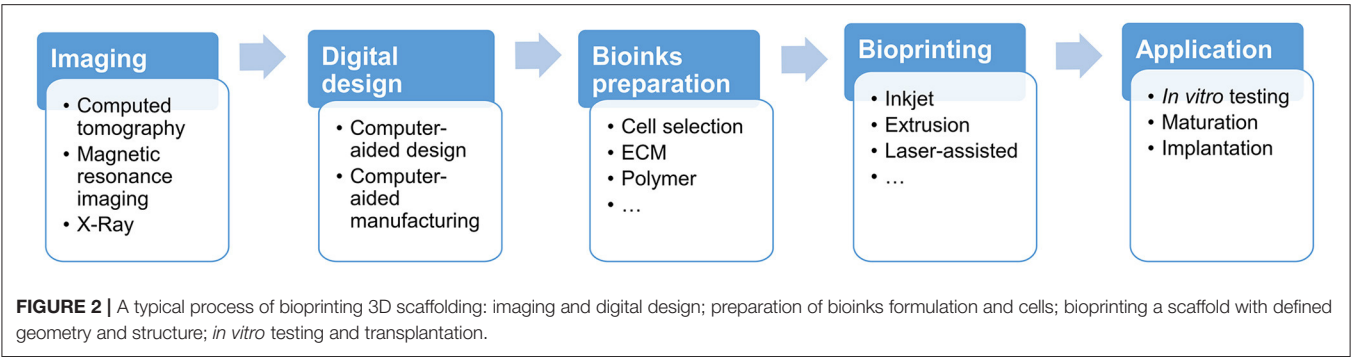 Imaging
• Computed
tomography
• Magnetic
resonance
imaging
• X-Ray
Digital
design
• Computer-
aided design
• Computer-
aided
manufacturing
Bioinks
preparation
• Cell selection
• ECM
• Polymer
• …
Bioprinting
• Inkjet
• Extrusion
• Laser-assisted
• …
Application
• In vitro testing
• Maturation
• Implantation
FIGURE 2 | A typical process of bioprinting 3D scaffolding: imaging and digital design; preparation of bioinks formulation and cells; bioprinting a scaffold with defined
geometry and structure; in vitro testing and transplantation.